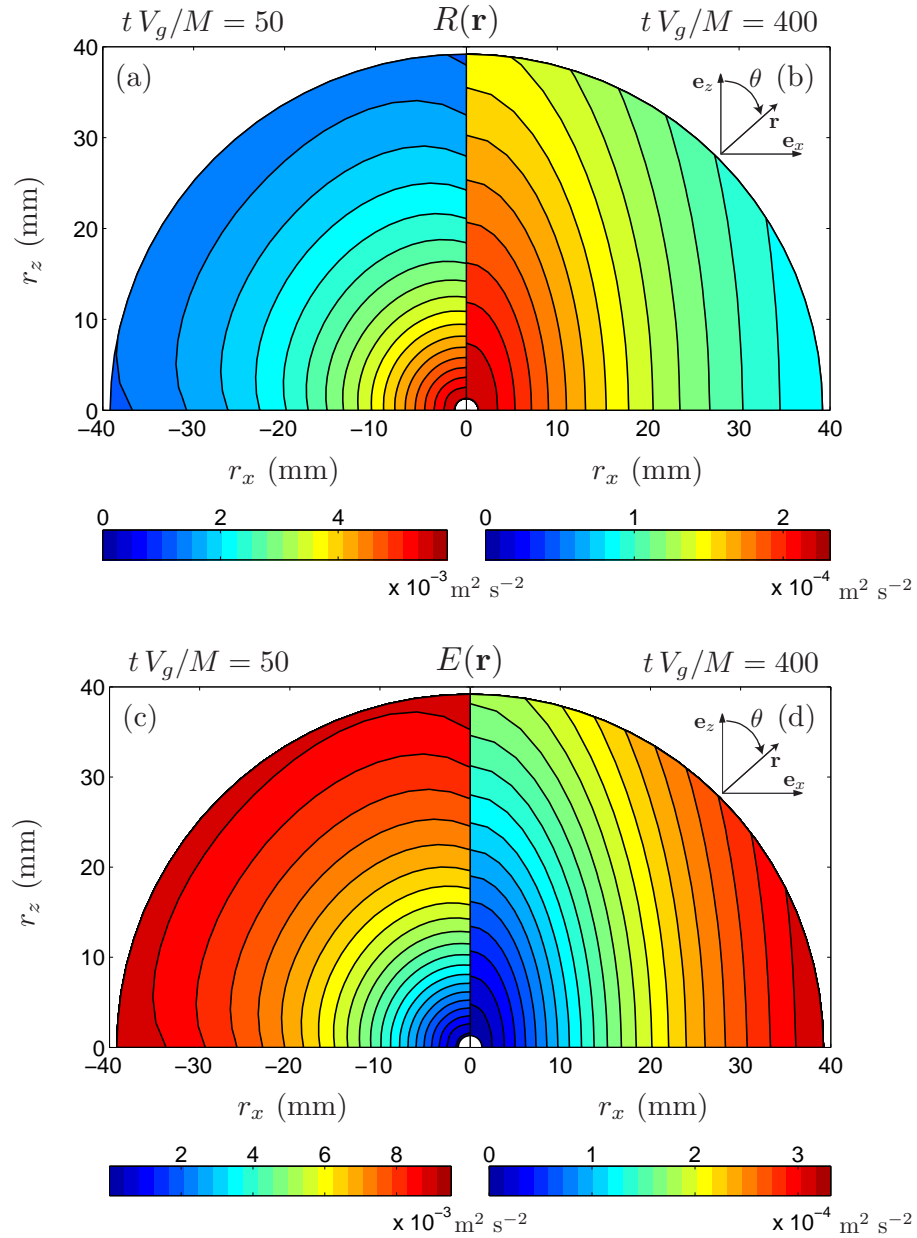 t V_g/M = 50 R(r) t V_g/M = 400
(a) (b)
e_z θ r e_x
r_z (mm)
40
30
20
10
0
−40 −30 −20 −10 0 10 20 30 40
r_x (mm) r_x (mm)
0 2 4 0 1 2
x 10⁻³ m² s⁻² x 10⁻⁴ m² s⁻²
t V_g/M = 50 E(r) t V_g/M = 400
(c) (d)
e_z θ r e_x
r_z (mm)
40
30
20
10
0
−40 −30 −20 −10 0 10 20 30 40
r_x (mm) r_x (mm)
2 4 6 8 0 1 2 3
x 10⁻³ m² s⁻² x 10⁻⁴ m² s⁻²